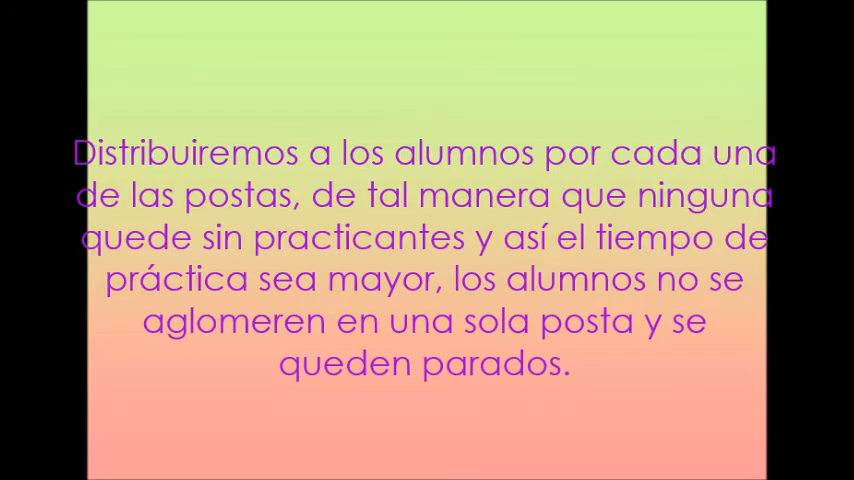 Distribuiremos a los alumnos por cada una
de las postas, de tal manera que ninguna
quede sin practicantes y así el tiempo de
práctica sea mayor, los alumnos no se
aglomeren en una sola posta y se
queden parados.